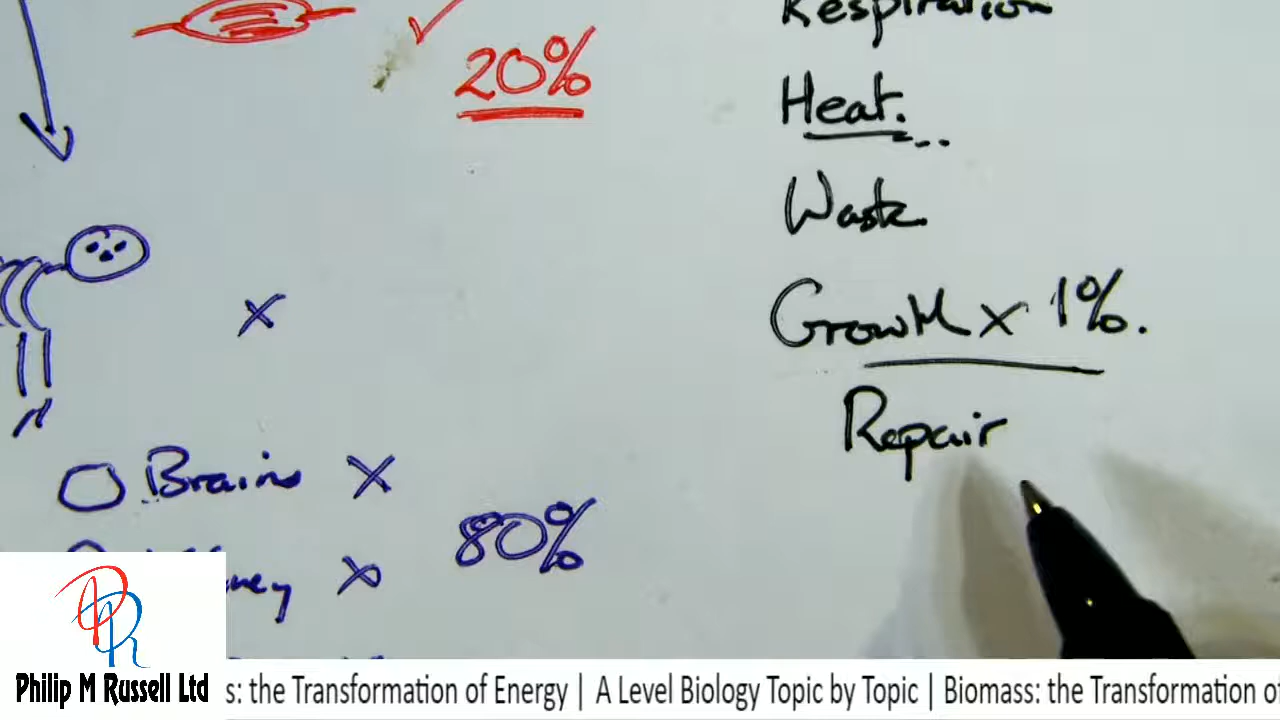 Respiration
20%
Heat.
Waste
Growth x 1%.
Repair
Brains x
80%
PR
Philip M Russell Ltd
s: the Transformation of Energy | A Level Biology Topic by Topic | Biomass: the Transformation of